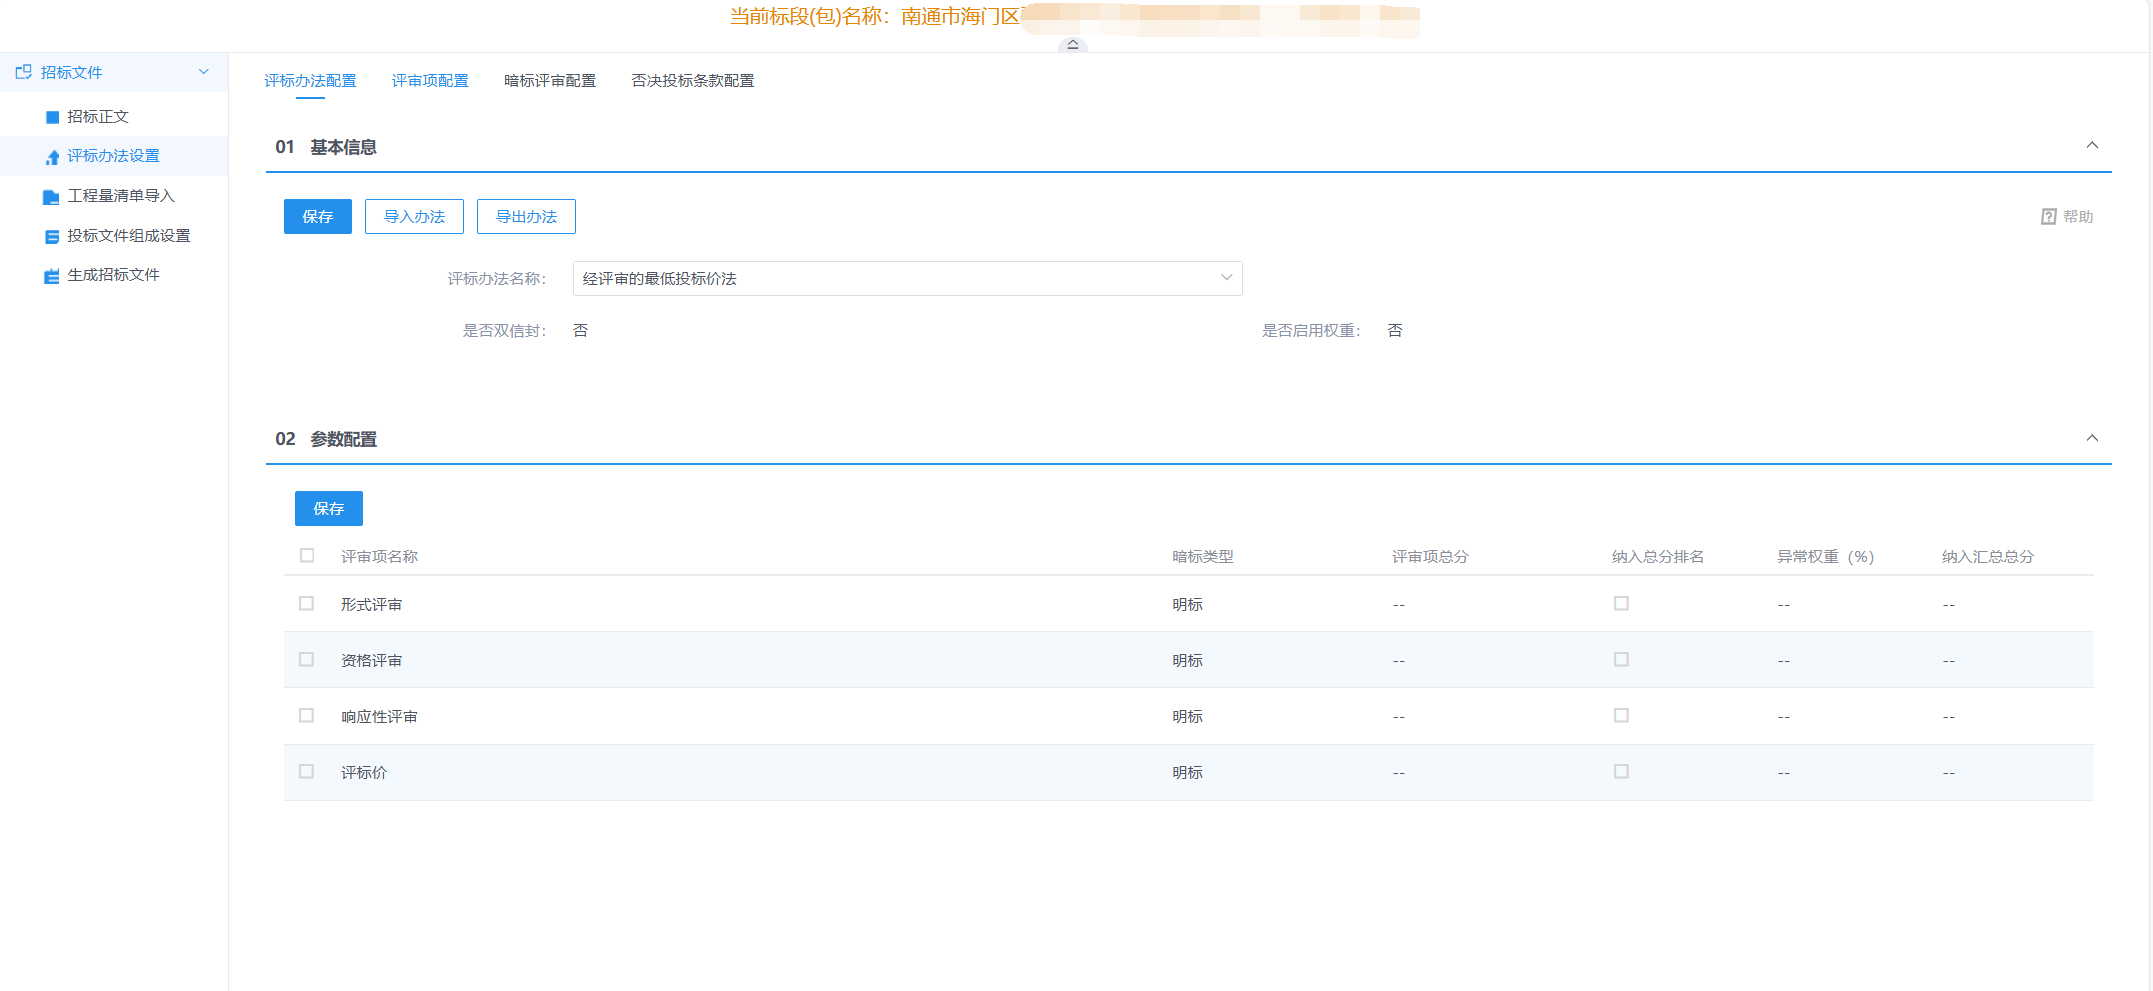 当前标段(包)名称：南通市海门区
招标文件
招标正文
评标办法设置
工程量清单导入
投标文件组成设置
生成招标文件
评标办法配置 评审项配置 暗标评审配置 否决投标条款配置
01 基本信息
保存 导入办法 导出办法 帮助
评标办法名称： 经评审的最低投标价法
是否双信封： 否 是否启用权重： 否
02 参数配置
保存
评审项名称 暗标类型 评审项总分 纳入总分排名 异常权重（%） 纳入汇总总分
形式评审 明标 -- -- --
资格评审 明标 -- -- --
响应性评审 明标 -- -- --
评标价 明标 -- -- --